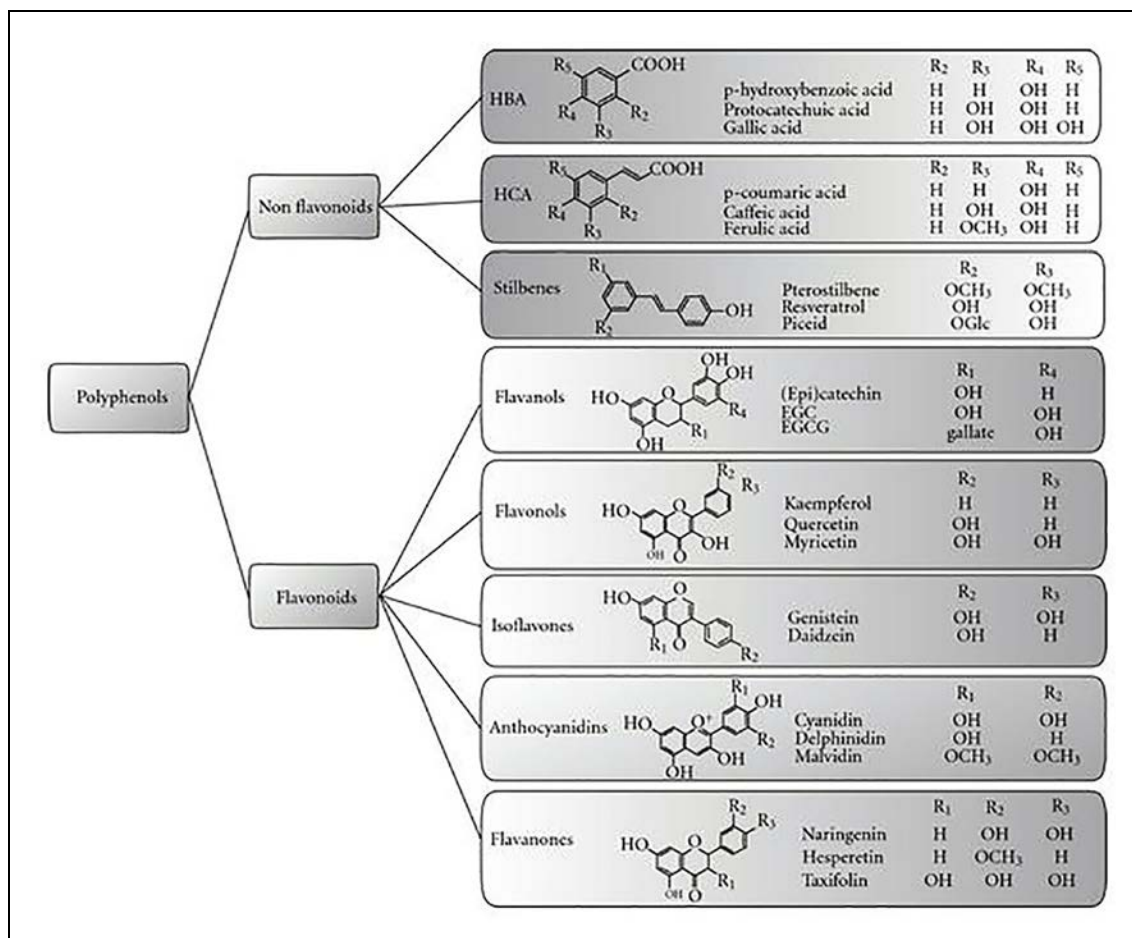 Polyphenols
Non flavonoids
Flavonoids
HBA
R5 COOH
R4 R2
R3
R2 R3 R4 R5
p-hydroxybenzoic acid H H OH H
Protocatechuic acid H OH OH H
Gallic acid H OH OH OH
HCA
R5 COOH
R4 R2
R3
R2 R3 R4 R5
p-coumaric acid H H OH H
Caffeic acid H OH OH H
Ferulic acid H OCH3 OH H
Stilbenes
R1
OH
R2
R2 R3
Pterostilbene OCH3 OCH3
Resveratrol OH OH
Piceid OGlc OH
Flavanols
OH
OH
HO O
R4
R1
OH
R1 R4
(Epi)catechin OH H
EGC OH OH
EGCG gallate OH
Flavonols
R2
R3
HO O
OH
OH O
R2 R3
Kaempferol H H
Quercetin OH H
Myricetin OH OH
Isoflavones
HO O
R1 O
R2
R2 R3
Genistein OH OH
Daidzein OH H
Anthocyanidins
R1
OH
HO O+
R2
OH
OH
R1 R2
Cyanidin OH OH
Delphinidin OH H
Malvidin OCH3 OCH3
Flavanones
R2
R3
HO O
R1
OH O
R1 R2 R3
Naringenin H OH OH
Hesperetin H OCH3 H
Taxifolin OH OH OH